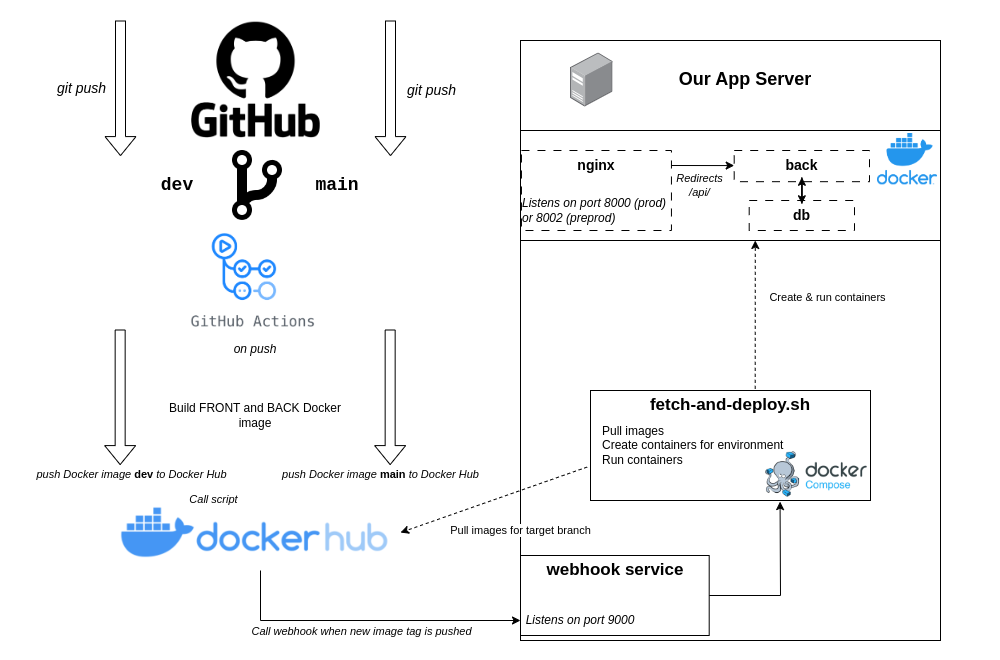 git push
GitHub
git push
dev
main
GitHub Actions
on push
Build FRONT and BACK Docker
image
push Docker image dev to Docker Hub
push Docker image main to Docker Hub
Call script
dockerhub
Call webhook when new image tag is pushed
Pull images for target branch
Our App Server
nginx
Listens on port 8000 (prod)
or 8002 (preprod)
Redirects
/api/
back
db
docker
Create & run containers
fetch-and-deploy.sh
Pull images
Create containers for environment
Run containers
docker
Compose
webhook service
Listens on port 9000